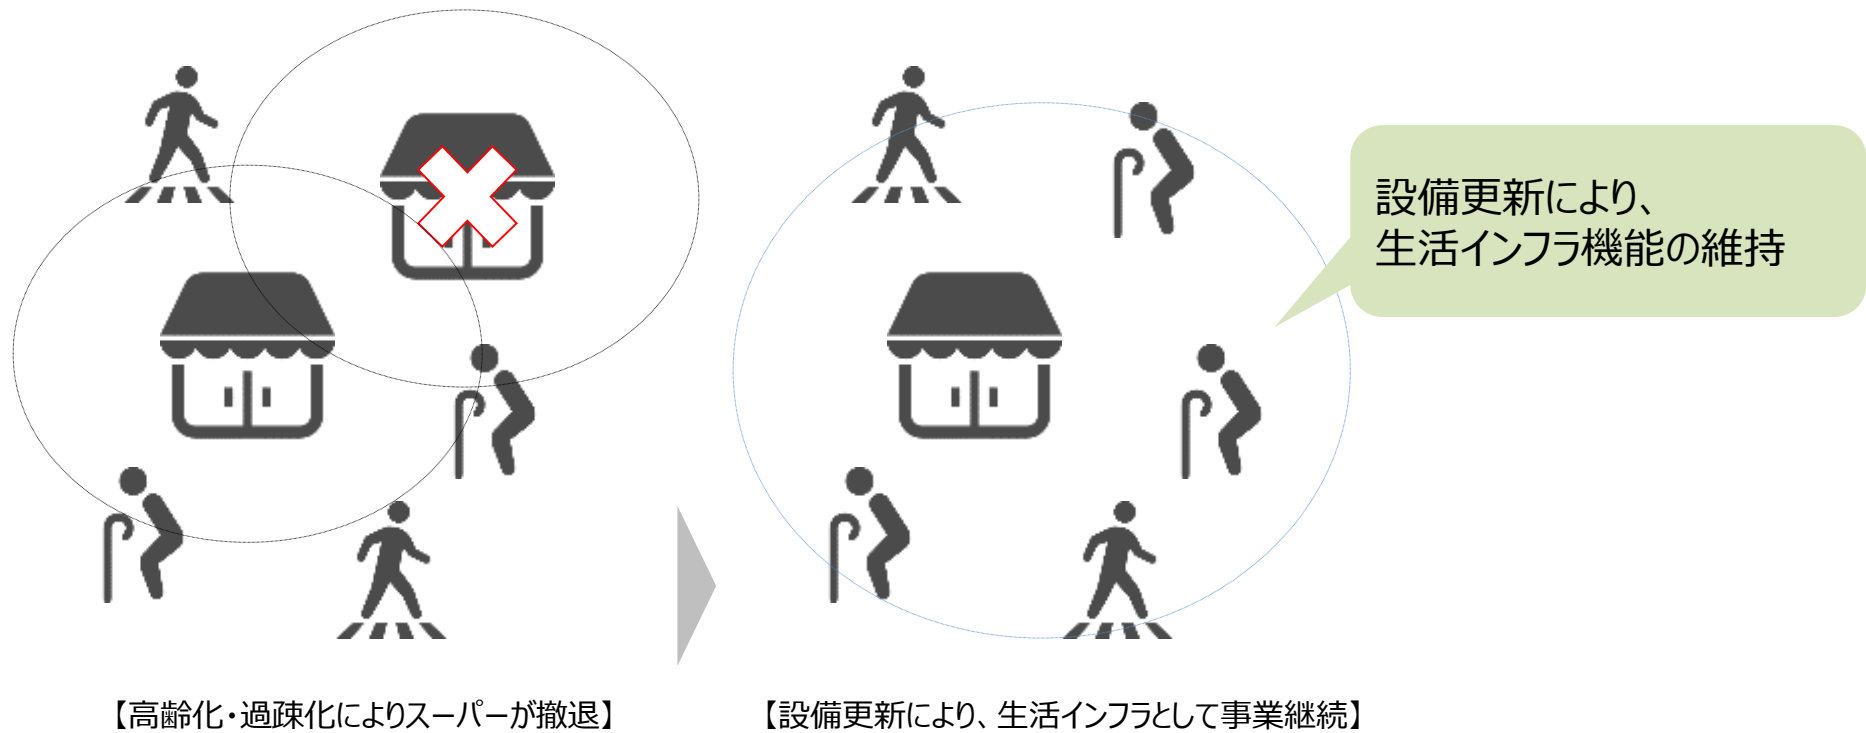 設備更新により、
生活インフラ機能の維持
【高齢化・過疎化によりスーパーが撤退】
【設備更新により、生活インフラとして事業継続】